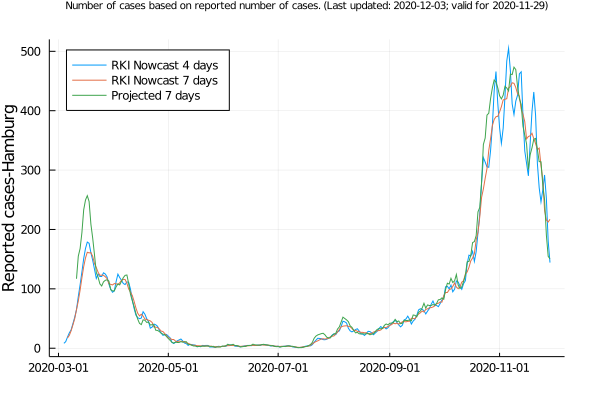 Number of cases based on reported number of cases. (Last updated: 2020-12-03; valid for 2020-11-29)
500
400
300
200
100
0
Reported cases-Hamburg
RKI Nowcast 4 days
RKI Nowcast 7 days
Projected 7 days
2020-03-01 2020-05-01 2020-07-01 2020-09-01 2020-11-01